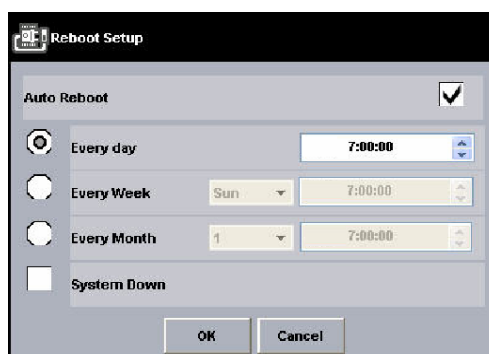 Reboot Setup
Auto Reboot
Every day 7:00:00
Every Week Sun 7:00:00
Every Month 1 7:00:00
System Down
OK Cancel